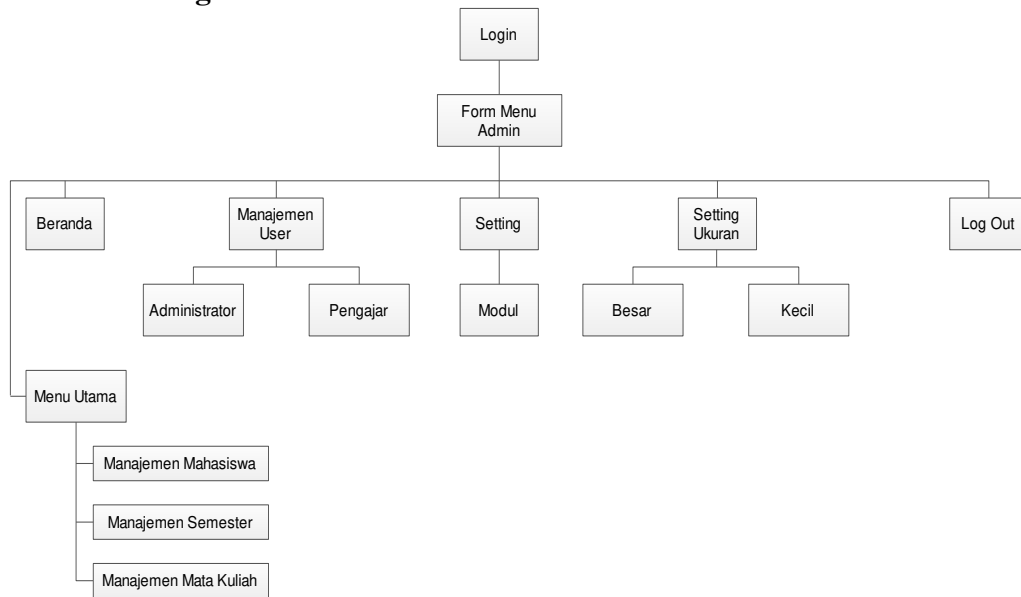 Login
Form Menu
Admin
Beranda
Manajemen
User
Setting
Setting
Ukuran
Log Out
Administrator
Pengajar
Modul
Besar
Kecil
Menu Utama
Manajemen Mahasiswa
Manajemen Semester
Manajemen Mata Kuliah